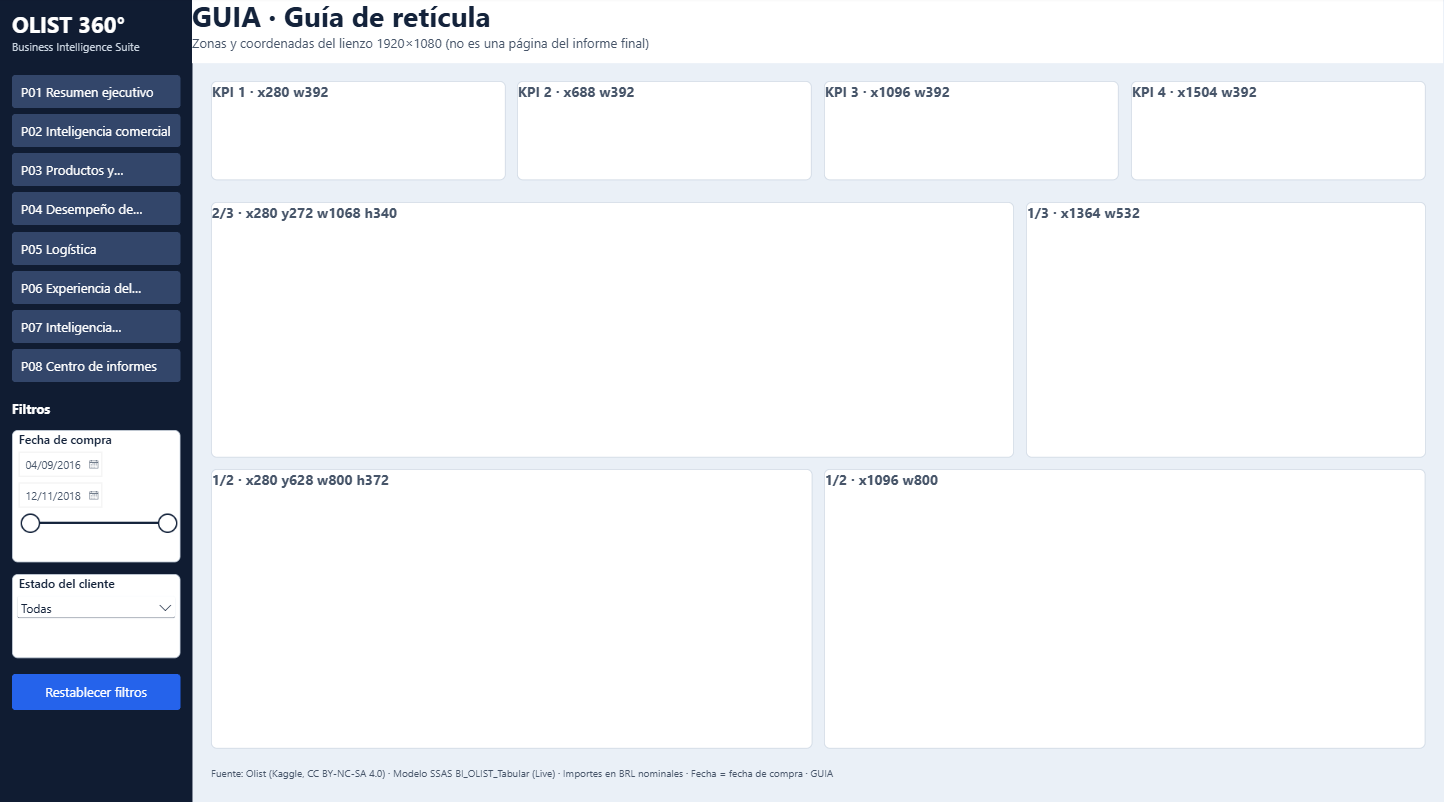 OLIST 360°
Business Intelligence Suite
P01 Resumen ejecutivo
P02 Inteligencia comercial
P03 Productos y...
P04 Desempeño de...
P05 Logística
P06 Experiencia del...
P07 Inteligencia...
P08 Centro de informes
Filtros
Fecha de compra
04/09/2016
12/11/2018
Estado del cliente
Todas
Restablecer filtros
GUIA · Guía de retícula
Zonas y coordenadas del lienzo 1920×1080 (no es una página del informe final)
KPI 1 · x280 w392
KPI 2 · x688 w392
KPI 3 · x1096 w392
KPI 4 · x1504 w392
2/3 · x280 y272 w1068 h340
1/3 · x1364 w532
1/2 · x280 y628 w800 h372
1/2 · x1096 w800
Fuente: Olist (Kaggle, CC BY-NC-SA 4.0) · Modelo SSAS BI_OLIST_Tabular (Live) · Importes en BRL nominales · Fecha = fecha de compra · GUIA